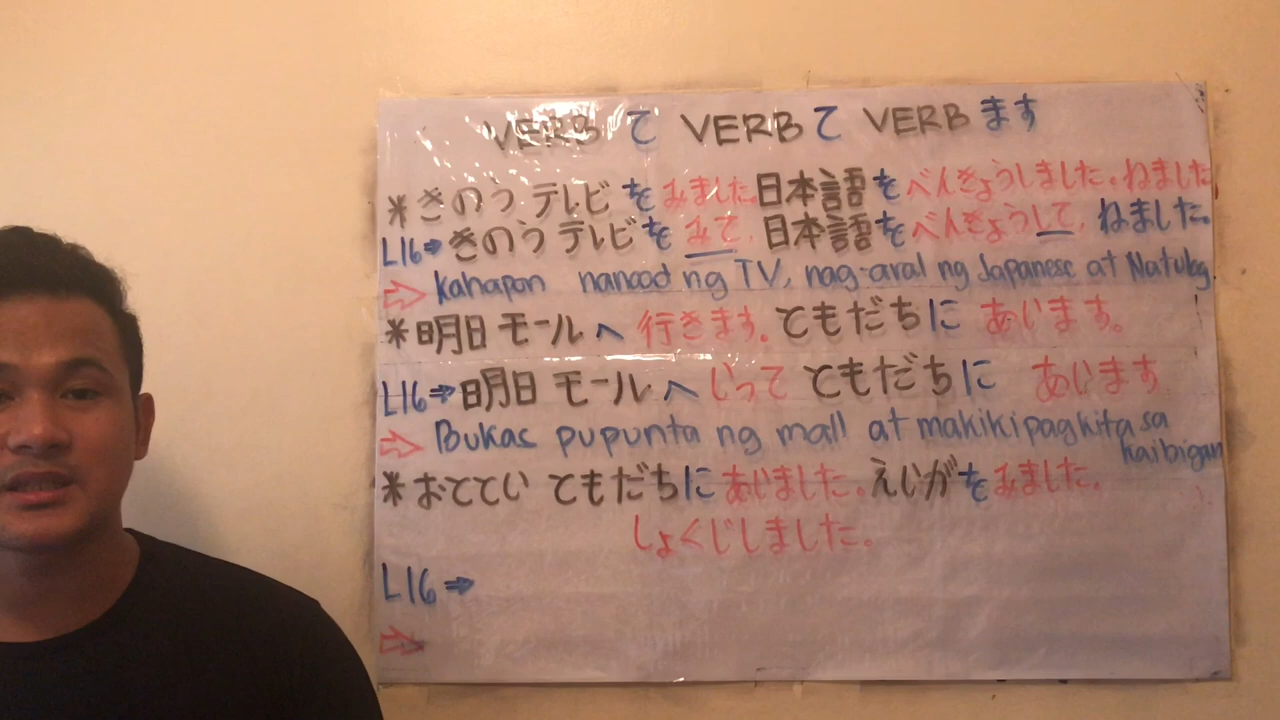 VERB て VERB て VERB ます
* きのう テレビ を みました。日本語 を べんきょうしました。ねました
L16⇒ きのう テレビ を みて、日本語 を べんきょうして、ねました。
⇒ kahapon nanood ng TV, nag-aral ng Japanese at Natulog.
* 明日 モール へ 行きます。ともだち に あいます。
L16⇒ 明日 モール へ いって ともだち に あいます
⇒ Bukas pupunta ng mall at makikipagkita sa kaibigan
* おととい ともだち に あいました。えいが を みました。
しょくじしました。
L16⇒
⇒